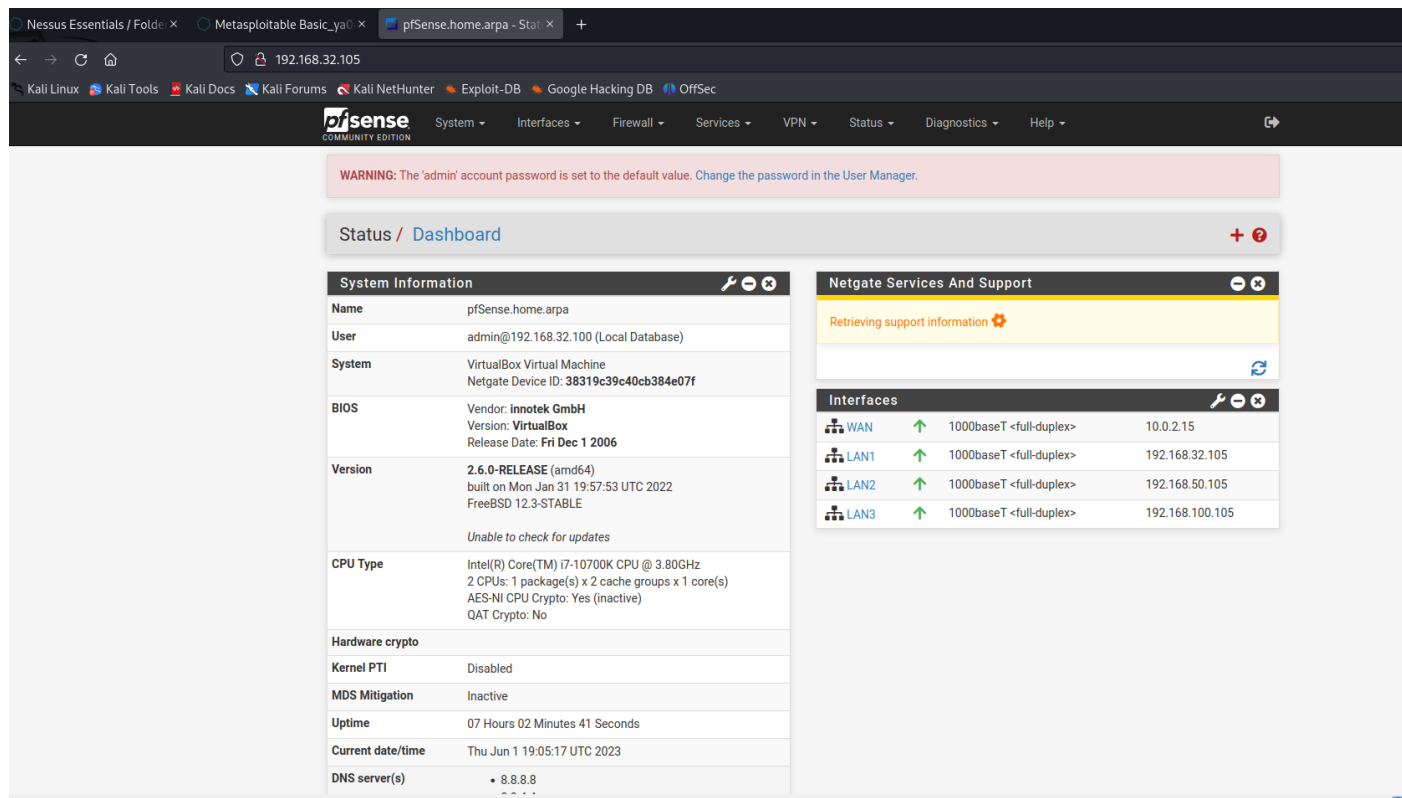 Nessus Essentials / Folde
Metasploitable Basic_ya0
pfSense.home.arpa - Stat
192.168.32.105
Kali Linux
Kali Tools
Kali Docs
Kali Forums
Kali NetHunter
Exploit-DB
Google Hacking DB
OffSec
pfsense
COMMUNITY EDITION
System
Interfaces
Firewall
Services
VPN
Status
Diagnostics
Help
WARNING: The 'admin' account password is set to the default value. Change the password in the User Manager.
Status / Dashboard
System Information
Name pfSense.home.arpa
User admin@192.168.32.100 (Local Database)
System VirtualBox Virtual Machine
Netgate Device ID: 38319c39c40cb384e07f
BIOS Vendor: innotek GmbH
Version: VirtualBox
Release Date: Fri Dec 1 2006
Version 2.6.0-RELEASE (amd64)
built on Mon Jan 31 19:57:53 UTC 2022
FreeBSD 12.3-STABLE
Unable to check for updates
CPU Type Intel(R) Core(TM) i7-10700K CPU @ 3.80GHz
2 CPUs: 1 package(s) x 2 cache groups x 1 core(s)
AES-NI CPU Crypto: Yes (inactive)
QAT Crypto: No
Hardware crypto
Kernel PTI Disabled
MDS Mitigation Inactive
Uptime 07 Hours 02 Minutes 41 Seconds
Current date/time Thu Jun 1 19:05:17 UTC 2023
DNS server(s) • 8.8.8.8
Netgate Services And Support
Retrieving support information
Interfaces
WAN 1000baseT <full-duplex> 10.0.2.15
LAN1 1000baseT <full-duplex> 192.168.32.105
LAN2 1000baseT <full-duplex> 192.168.50.105
LAN3 1000baseT <full-duplex> 192.168.100.105